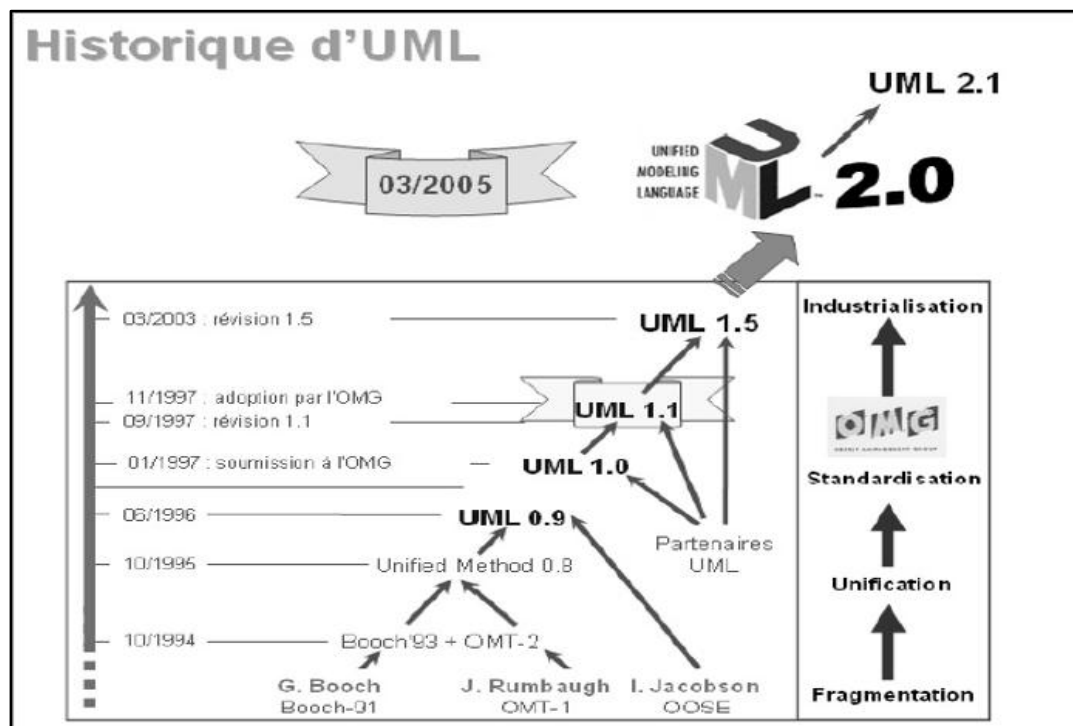 Historique d'UML
UML 2.1
03/2005
UNIFIED
MODELING
LANGUAGE
UML 2.0
Industrialisation
03/2003 : révision 1.5
UML 1.5
11/1997 : adoption par l'OMG
UML 1.1
09/1997 : révision 1.1
OMG
01/1997 : soumission à l'OMG
UML 1.0
Standardisation
06/1996
UML 0.9
Partenaires
UML
10/1995
Unified Method 0.8
Unification
10/1994
Booch'93 + OMT-2
G. Booch
Booch-91
J. Rumbaugh
OMT-1
I. Jacobson
OOSE
Fragmentation